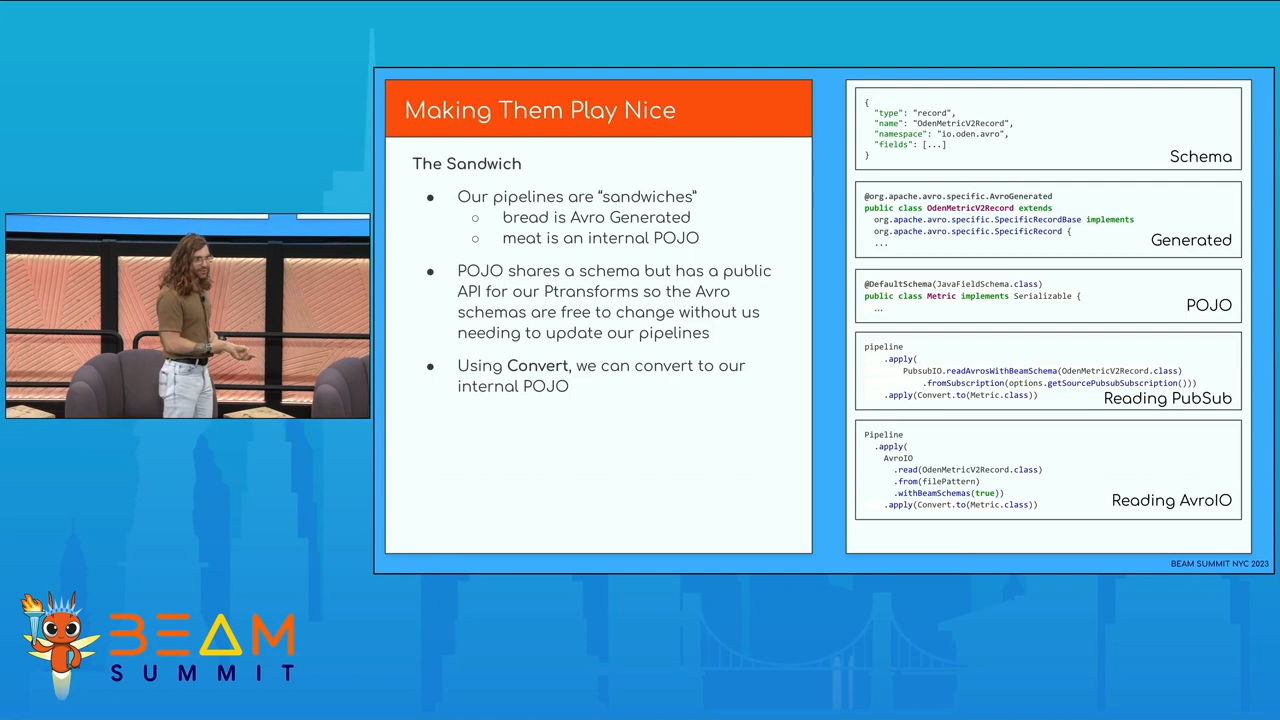 Making Them Play Nice
The Sandwich
● Our pipelines are “sandwiches”
○ bread is Avro Generated
○ meat is an internal POJO
● POJO shares a schema but has a public
API for our Ptransforms so the Avro
schemas are free to change without us
needing to update our pipelines
● Using Convert, we can convert to our
internal POJO
{
"type": "record",
"name": "OdenMetricV2Record",
"namespace": "io.oden.avro",
"fields": [...]
}
Schema
@org.apache.avro.specific.AvroGenerated
public class OdenMetricV2Record extends
org.apache.avro.specific.SpecificRecordBase implements
org.apache.avro.specific.SpecificRecord {
...
Generated
@DefaultSchema(JavaFieldSchema.class)
public class Metric implements Serializable {
...
POJO
pipeline
.apply(
PubsubIO.readAvrosWithBeamSchema(OdenMetricV2Record.class)
.fromSubscription(options.getSourcePubsubSubscription()))
.apply(Convert.to(Metric.class))
Reading PubSub
Pipeline
.apply(
AvroIO
.read(OdenMetricV2Record.class)
.from(filePattern)
.withBeamSchemas(true))
.apply(Convert.to(Metric.class))
Reading AvroIO
BEAM SUMMIT NYC 2023
BEAM
SUMMIT